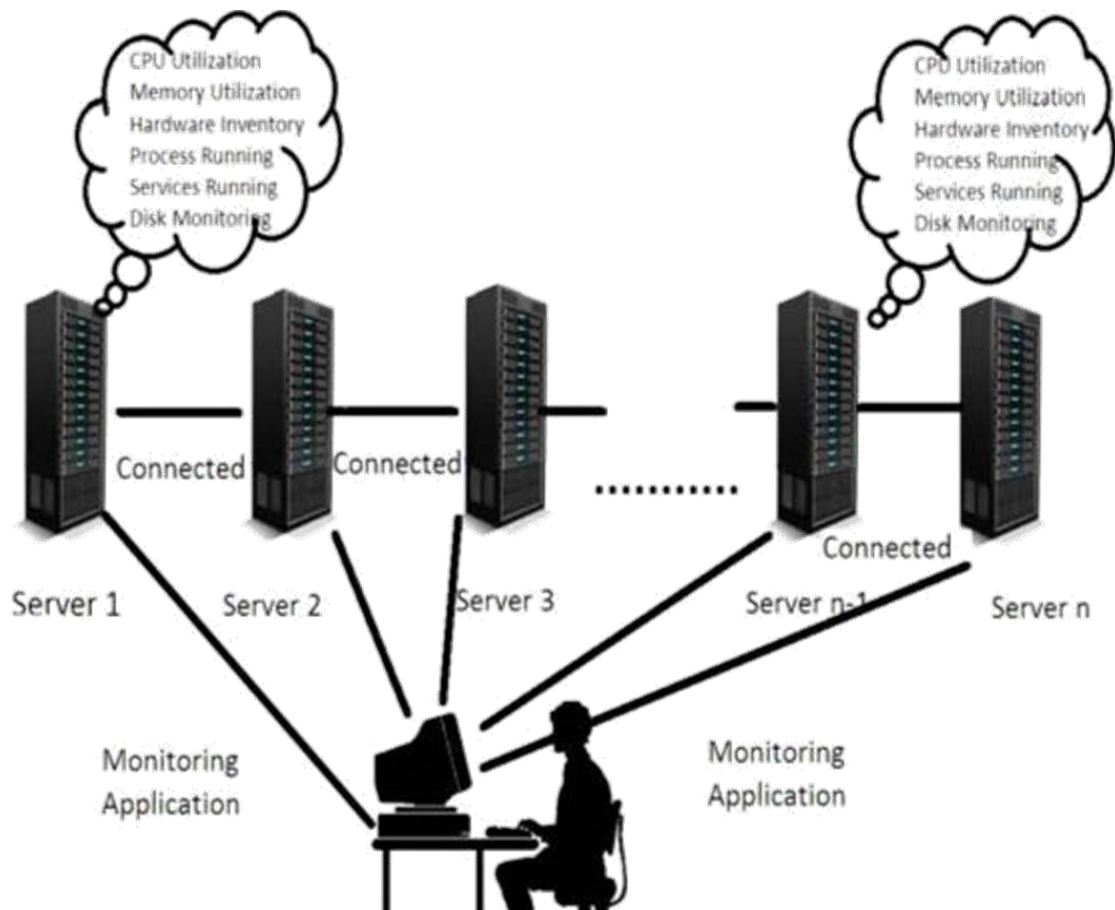 CPU Utilization
Memory Utilization
Hardware Inventory
Process Running
Services Running
Disk Monitoring
CPU Utilization
Memory Utilization
Hardware Inventory
Process Running
Services Running
Disk Monitoring
Connected
Connected
Connected
Server 1
Server 2
Server 3
Server n-1
Server n
Monitoring
Application
Monitoring
Application